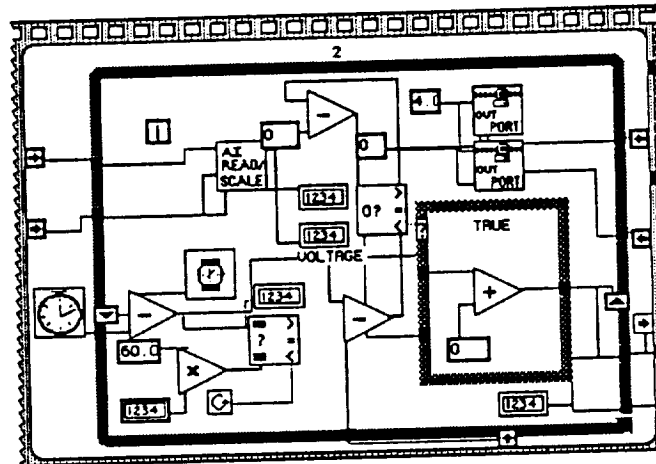 2
4.0
OUT
PORT
0
A.I
READ/
SCALE
0
OUT
PORT
1234
0?
>
=
<
1234
VOLTAGE
?
TRUE
1234
60.0
?
>
=
<
0
1234
1234